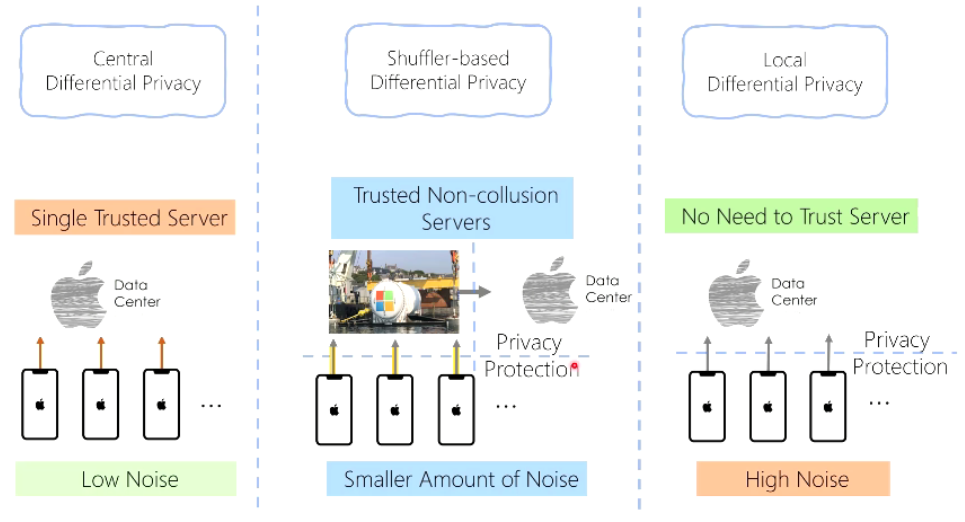 Central
Differential Privacy
Shuffler-based
Differential Privacy
Local
Differential Privacy
Single Trusted Server
Trusted Non-collusion
Servers
No Need to Trust Server
Data
Center
Data
Center
Data
Center
Privacy
Protection
Privacy
Protection
...
...
...
Low Noise
Smaller Amount of Noise
High Noise